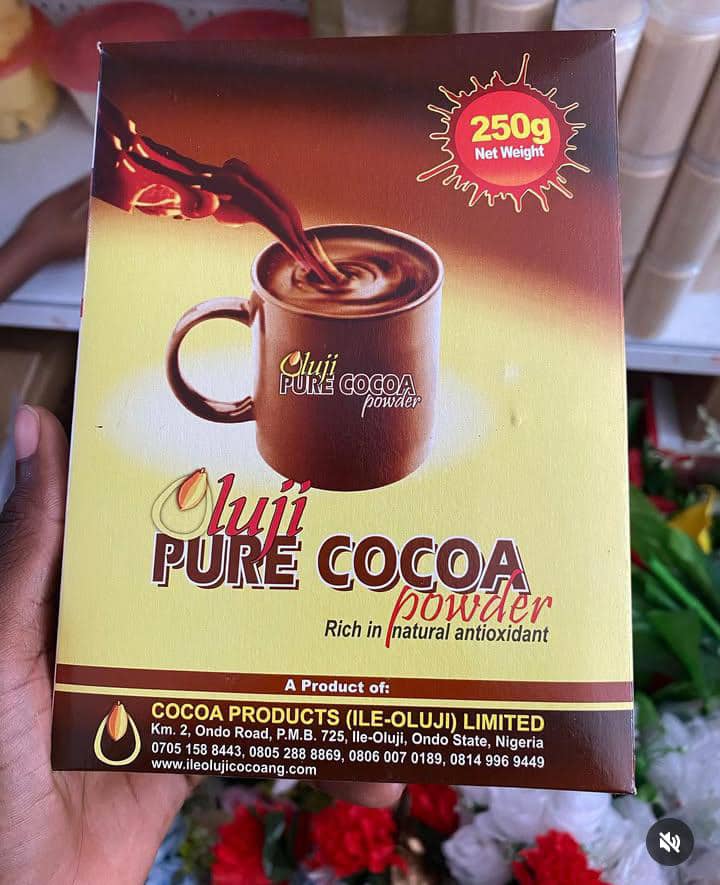 250g
Net Weight
Oluji
PURE COCOA
powder
Oluji
PURE COCOA
powder
Rich in natural antioxidant
A Product of:
COCOA PRODUCTS (ILE-OLUJI) LIMITED
Km. 2, Ondo Road, P.M.B. 725, Ile-Oluji, Ondo State, Nigeria
0705 158 8443, 0805 288 8869, 0806 007 0189, 0814 996 9449
www.ileolujicocoang.com